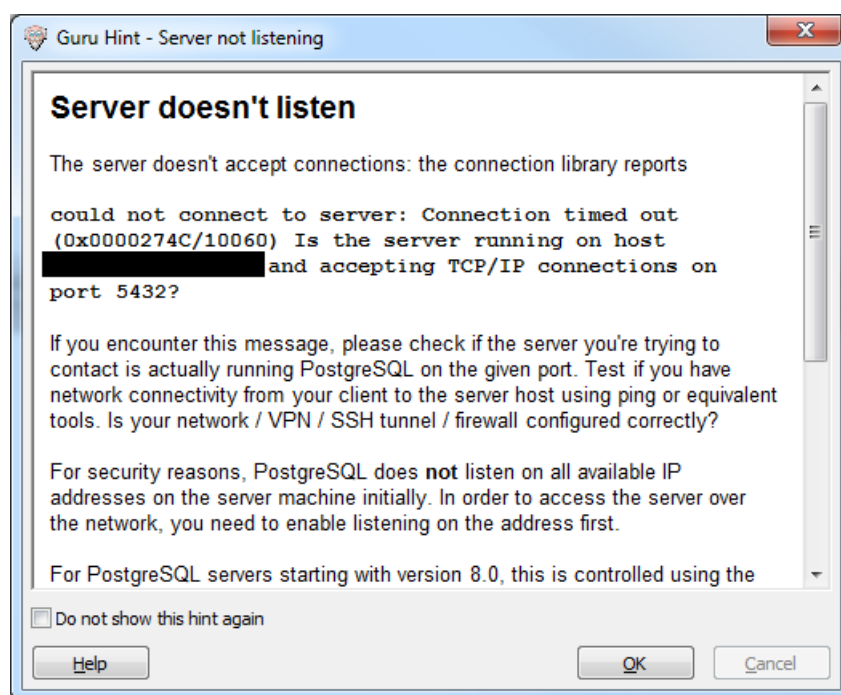 Guru Hint - Server not listening
Server doesn't listen
The server doesn't accept connections: the connection library reports
could not connect to server: Connection timed out
(0x0000274C/10060) Is the server running on host
and accepting TCP/IP connections on
port 5432?
If you encounter this message, please check if the server you're trying to
contact is actually running PostgreSQL on the given port. Test if you have
network connectivity from your client to the server host using ping or equivalent
tools. Is your network / VPN / SSH tunnel / firewall configured correctly?
For security reasons, PostgreSQL does not listen on all available IP
addresses on the server machine initially. In order to access the server over
the network, you need to enable listening on the address first.
For PostgreSQL servers starting with version 8.0, this is controlled using the
Do not show this hint again
Help
OK
Cancel